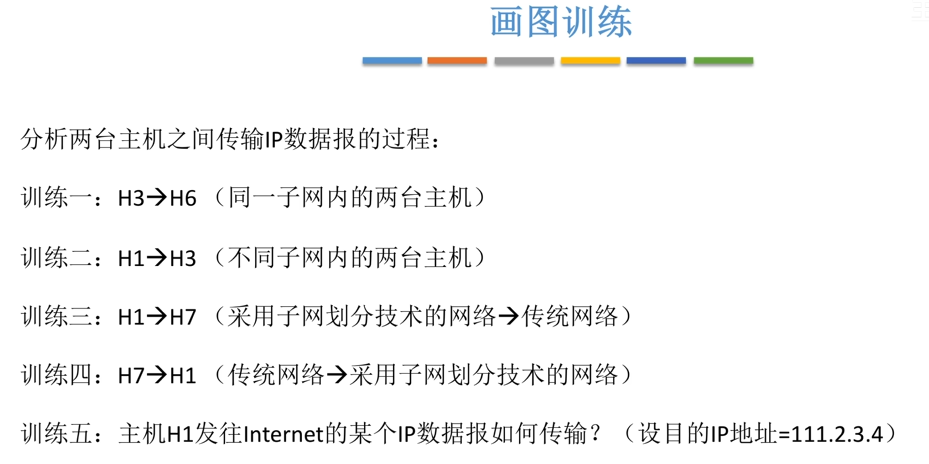 画图训练
分析两台主机之间传输IP数据报的过程：
训练一：H3→H6 （同一子网内的两台主机）
训练二：H1→H3 （不同子网内的两台主机）
训练三：H1→H7 （采用子网划分技术的网络→传统网络）
训练四：H7→H1 （传统网络→采用子网划分技术的网络）
训练五：主机H1发往Internet的某个IP数据报如何传输？（设目的IP地址=111.2.3.4）